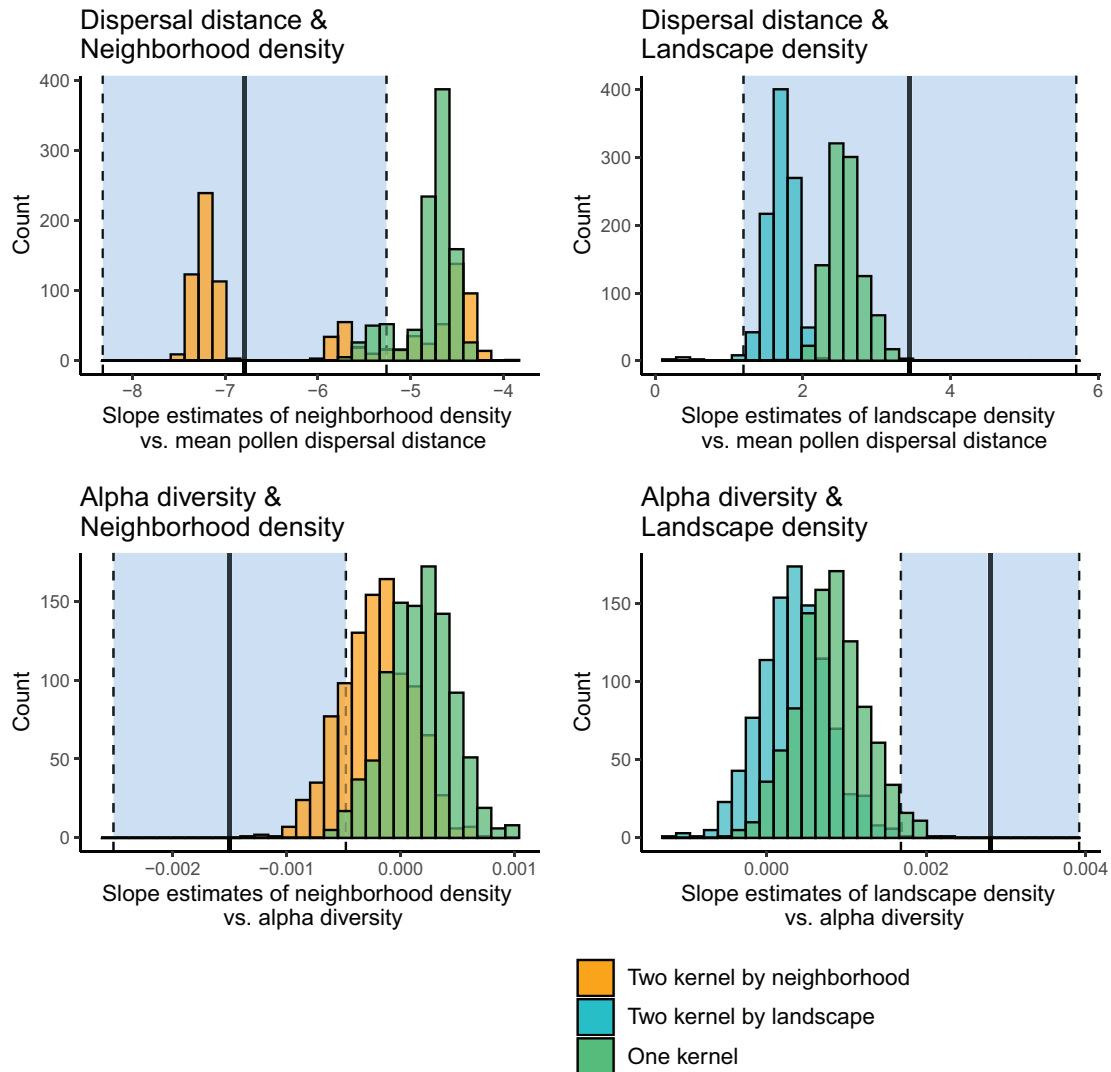 Dispersal distance &
Neighborhood density
400
300
200
100
0
Count
−8
−7
−6
−5
−4
Slope estimates of neighborhood density
vs. mean pollen dispersal distance
Dispersal distance &
Landscape density
400
300
200
100
0
Count
0
2
4
6
Slope estimates of landscape density
vs. mean pollen dispersal distance
Alpha diversity &
Neighborhood density
150
100
50
0
Count
−0.002
−0.001
0.000
0.001
Slope estimates of neighborhood density
vs. alpha diversity
Alpha diversity &
Landscape density
150
100
50
0
Count
0.000
0.002
0.004
Slope estimates of landscape density
vs. alpha diversity
Two kernel by neighborhood
Two kernel by landscape
One kernel